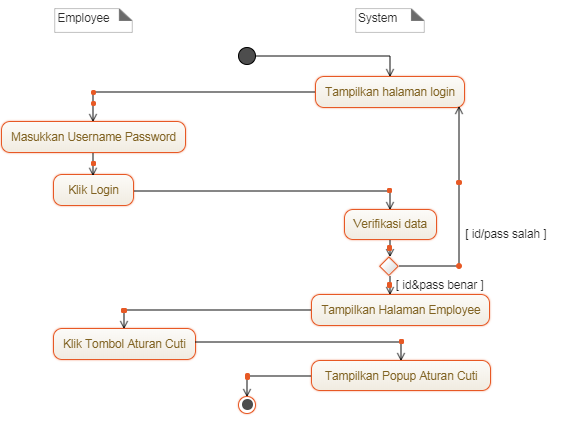 Employee
System
Tampilkan halaman login
Masukkan Username Password
Klik Login
Verifikasi data
[ id/pass salah ]
[ id&pass benar ]
Tampilkan Halaman Employee
Klik Tombol Aturan Cuti
Tampilkan Popup Aturan Cuti